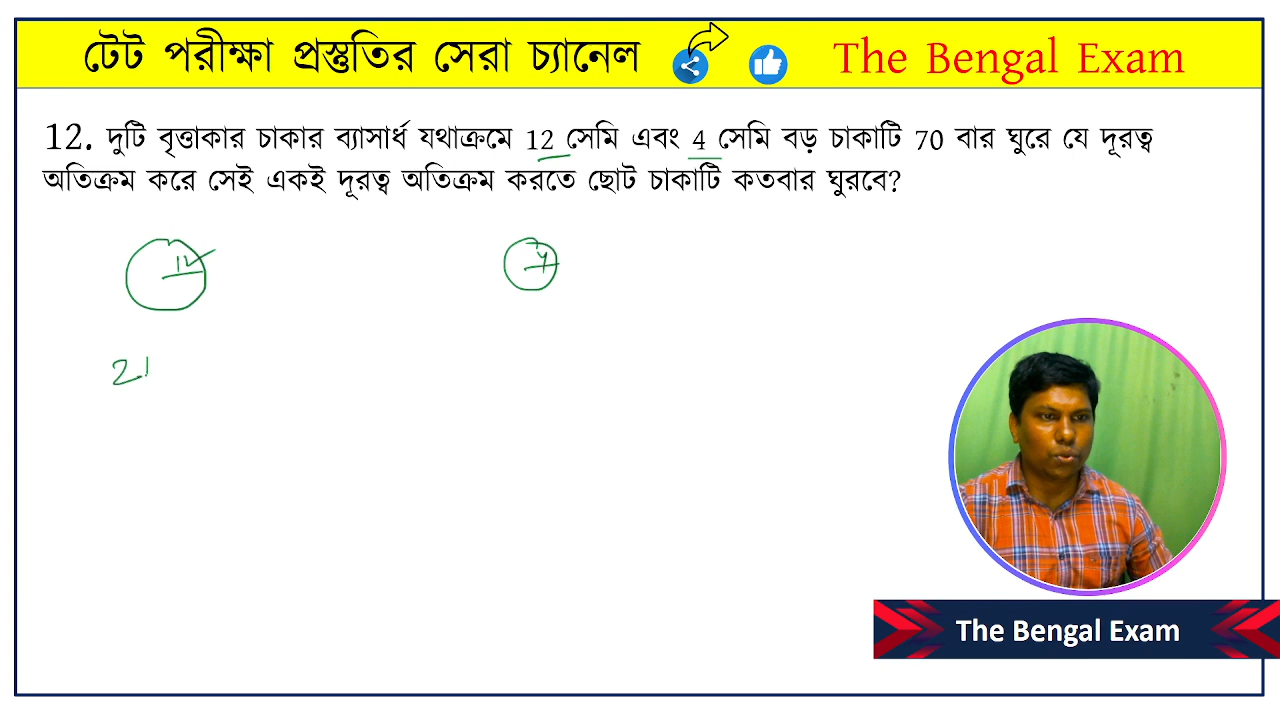 টেট পরীক্ষা প্রস্তুতির সেরা চ্যানেল The Bengal Exam
12. দুটি বৃত্তাকার চাকার ব্যাসার্ধ যথাক্রমে 12 সেমি এবং 4 সেমি বড় চাকাটি 70 বার ঘুরে যে দূরত্ব
অতিক্রম করে সেই একই দূরত্ব অতিক্রম করতে ছোট চাকাটি কতবার ঘুরবে?
12 4
2
The Bengal Exam